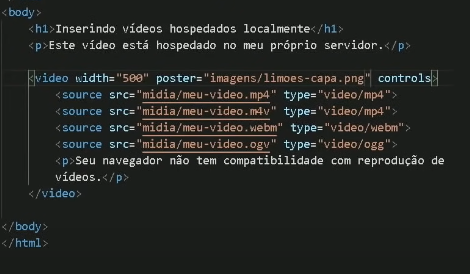 <body>
<h1>Inserindo vídeos hospedados localmente</h1>
<p>Este vídeo está hospedado no meu próprio servidor.</p>
<video width="500" poster="imagens/limoes-capa.png" controls>
<source src="midia/meu-video.mp4" type="video/mp4">
<source src="midia/meu-video.m4v" type="video/mp4">
<source src="midia/meu-video.webm" type="video/webm">
<source src="midia/meu-video.ogv" type="video/ogg">
<p>Seu navegador não tem compatibilidade com reprodução de
vídeos.</p>
</video>
</body>
</html>